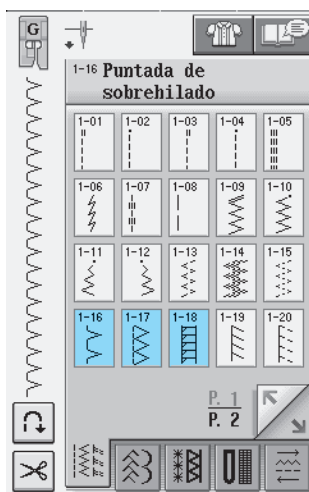 G
1-16 Puntada de
sobrehilado
1-01 1-02 1-03 1-04 1-05
1-06 1-07 1-08 1-09 1-10
1-11 1-12 1-13 1-14 1-15
1-16 1-17 1-18 1-19 1-20
P. 1
P. 2